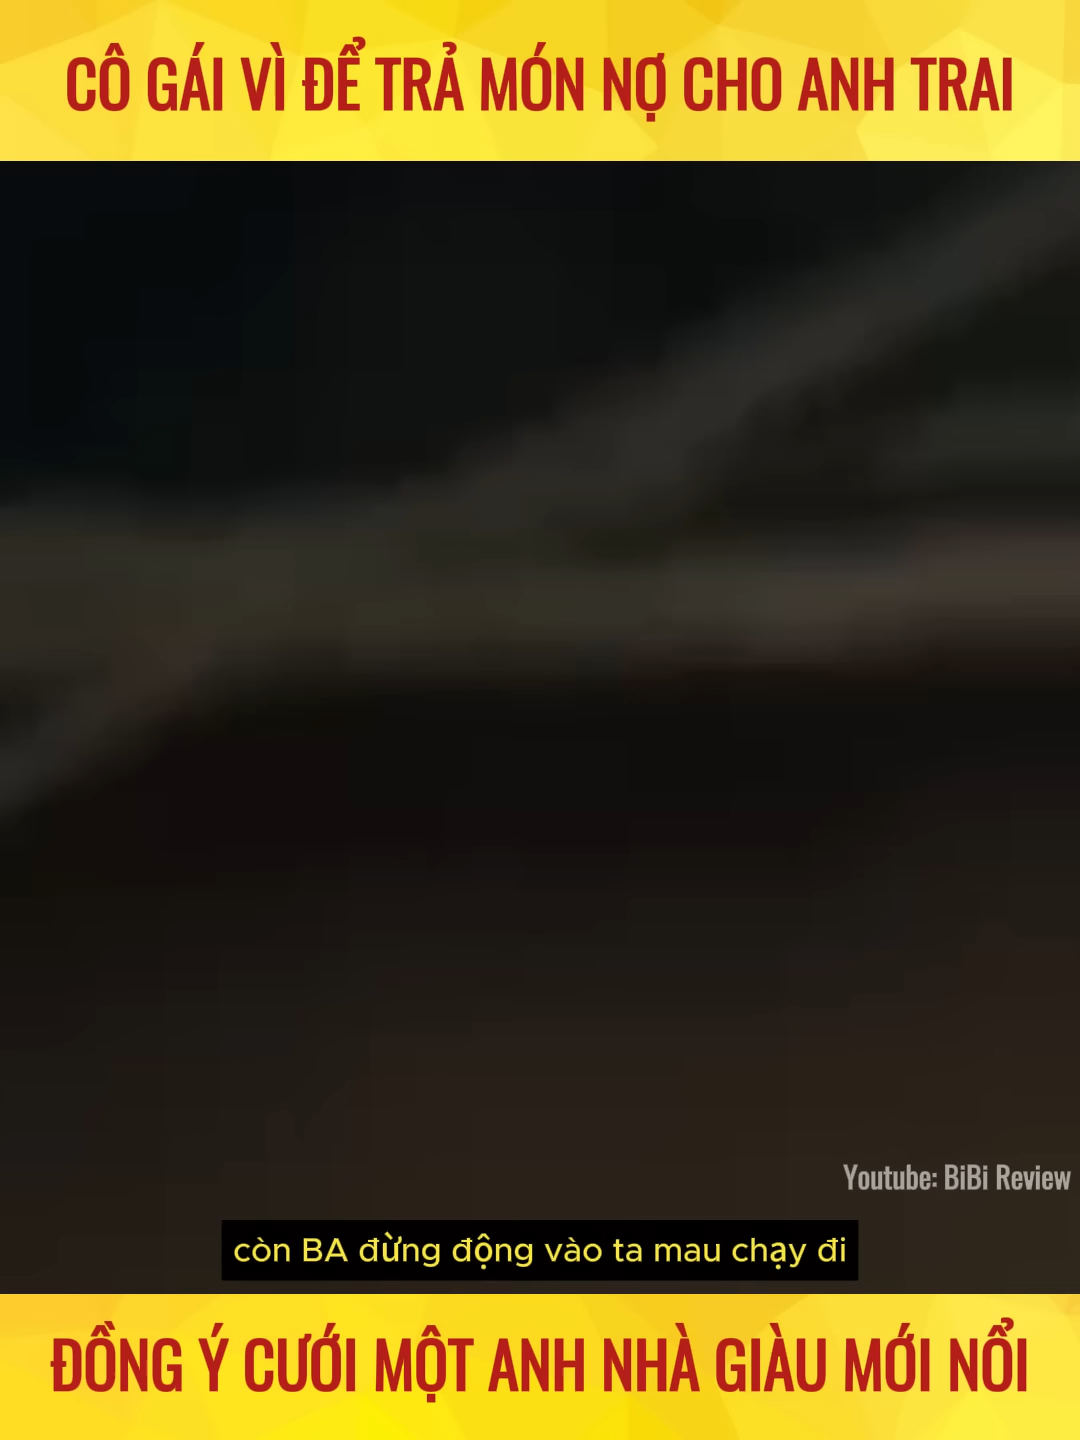 CÔ GÁI VÌ ĐỂ TRẢ MÓN NỢ CHO ANH TRAI
Youtube: BiBi Review
còn BA đừng động vào ta mau chạy đi
ĐỒNG Ý CƯỚI MỘT ANH NHÀ GIÀU MỚI NỔI